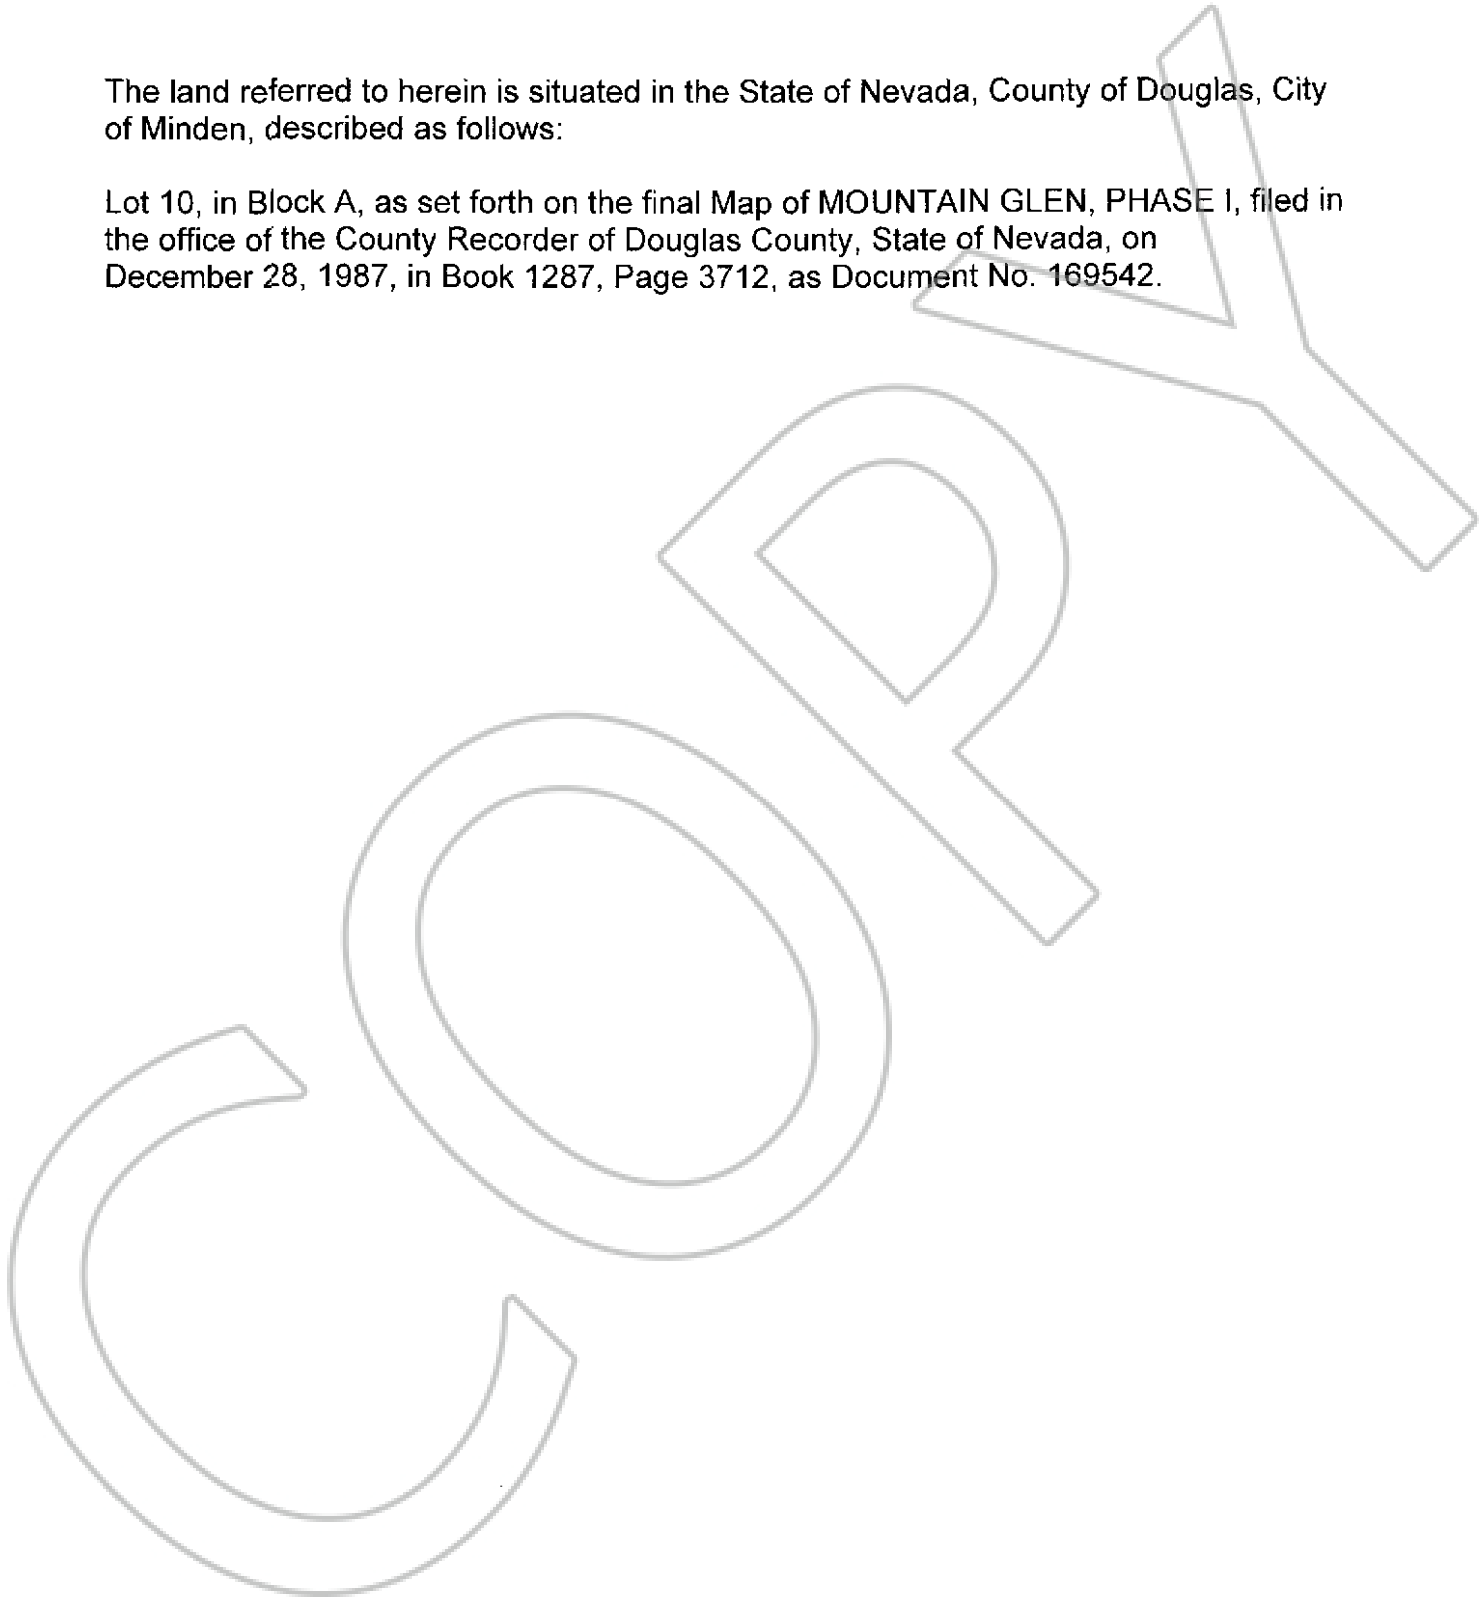 The land referred to herein is situated in the State of Nevada, County of Douglas, City
of Minden, described as follows:
Lot 10, in Block A, as set forth on the final Map of MOUNTAIN GLEN, PHASE I, filed in
the office of the County Recorder of Douglas County, State of Nevada, on
December 28, 1987, in Book 1287, Page 3712, as Document No. 169542.
COPY